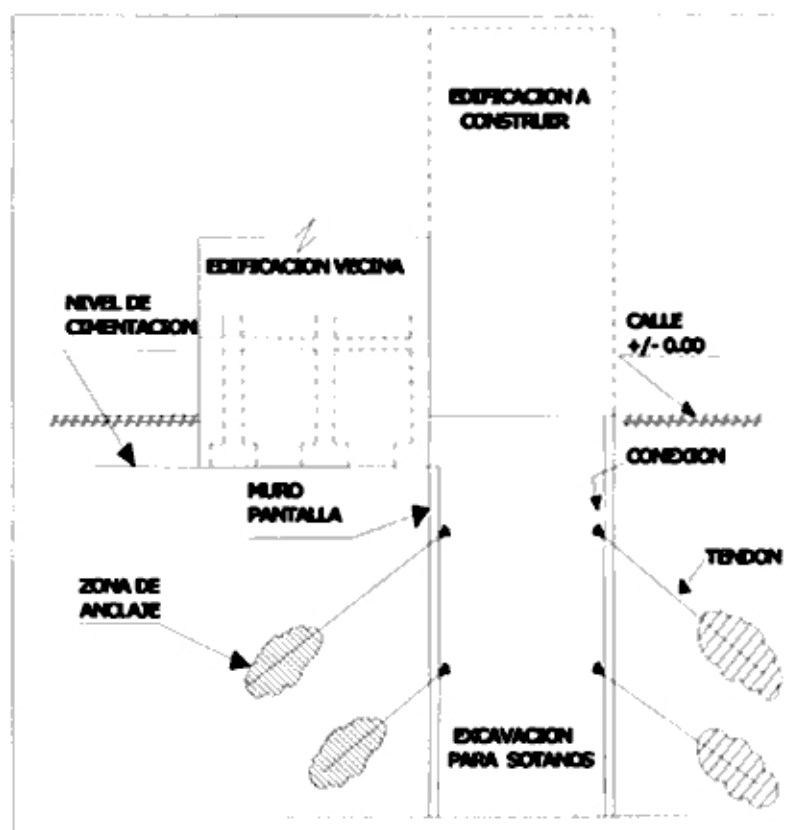 EDIFICACION A
CONSTRUIR
EDIFICACION VECINA
NIVEL DE
CIMENTACION
CALLE
+/- 0.00
MURO
PANTALLA
CONEXION
TENDON
ZONA DE
ANCLAJE
EXCAVACION
PARA SOTANOS